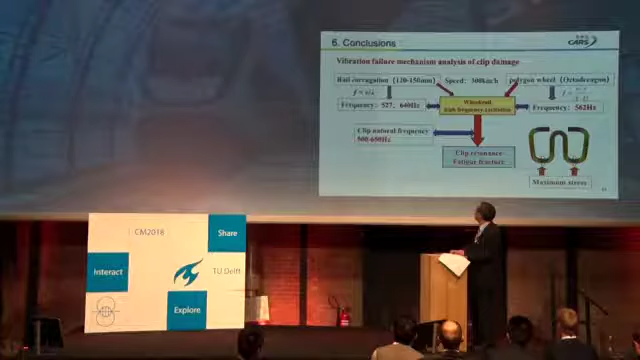 6. Conclusions
CARS
Vibration failure mechanism analysis of clip damage
Rail corrugation (120-150mm)
Speed: 300km/h
polygon wheel (Octadecagon)
Frequency: 527, 640Hz
Wheel/rail
high frequency excitation
Frequency: 562Hz
Clip natural frequency
500-650Hz
Clip resonance
Fatigue fracture
Maximum stress
CM2018
Share
Interact
TU Delft
Explore